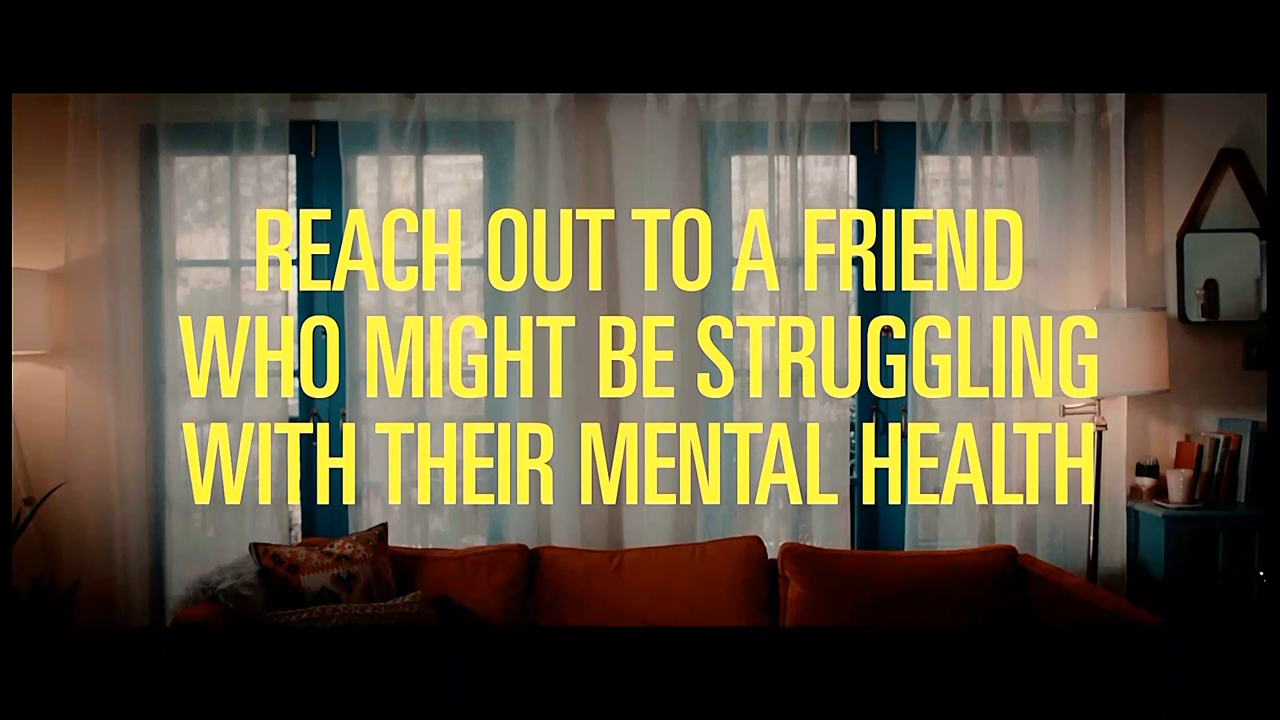 REACH OUT TO A FRIEND
WHO MIGHT BE STRUGGLING
WITH THEIR MENTAL HEALTH